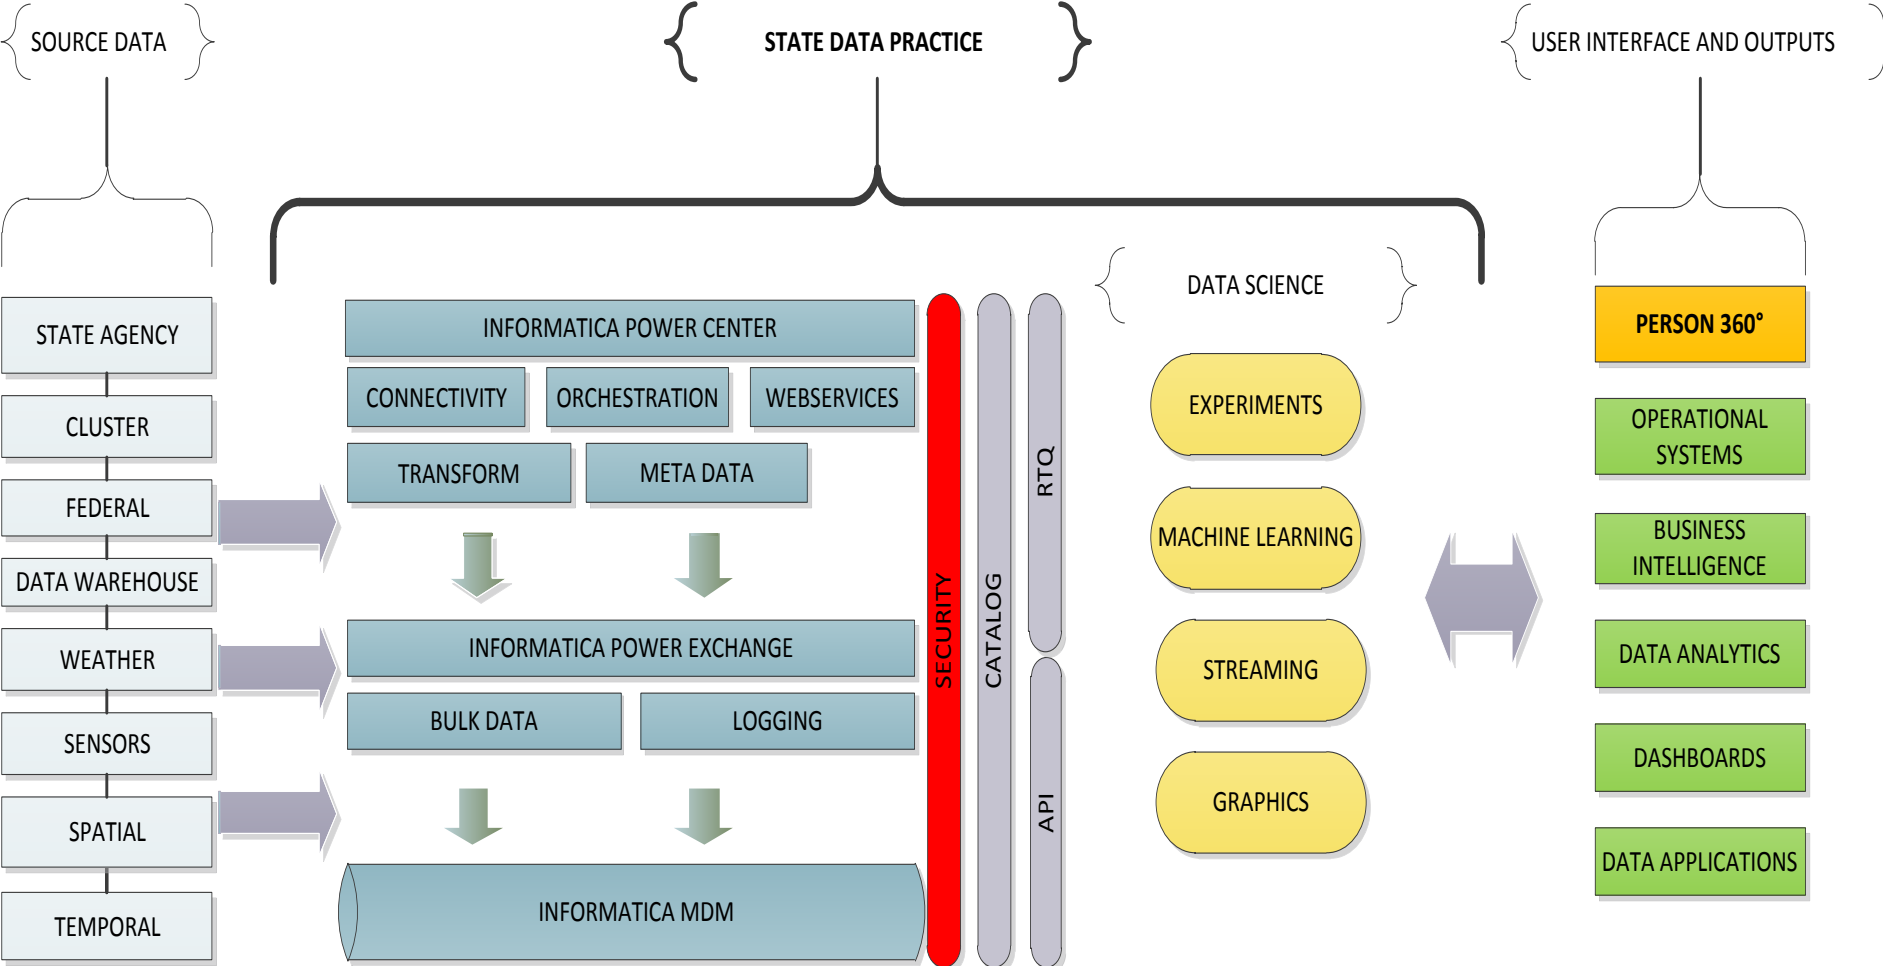 SOURCE DATA
STATE DATA PRACTICE
USER INTERFACE AND OUTPUTS
STATE AGENCY
CLUSTER
FEDERAL
DATA WAREHOUSE
WEATHER
SENSORS
SPATIAL
TEMPORAL
INFORMATICA POWER CENTER
CONNECTIVITY
ORCHESTRATION
WEBSERVICES
TRANSFORM
META DATA
INFORMATICA POWER EXCHANGE
BULK DATA
LOGGING
INFORMATICA MDM
SECURITY
CATALOG
RTQ
API
DATA SCIENCE
EXPERIMENTS
MACHINE LEARNING
STREAMING
GRAPHICS
PERSON 360°
OPERATIONAL
SYSTEMS
BUSINESS
INTELLIGENCE
DATA ANALYTICS
DASHBOARDS
DATA APPLICATIONS